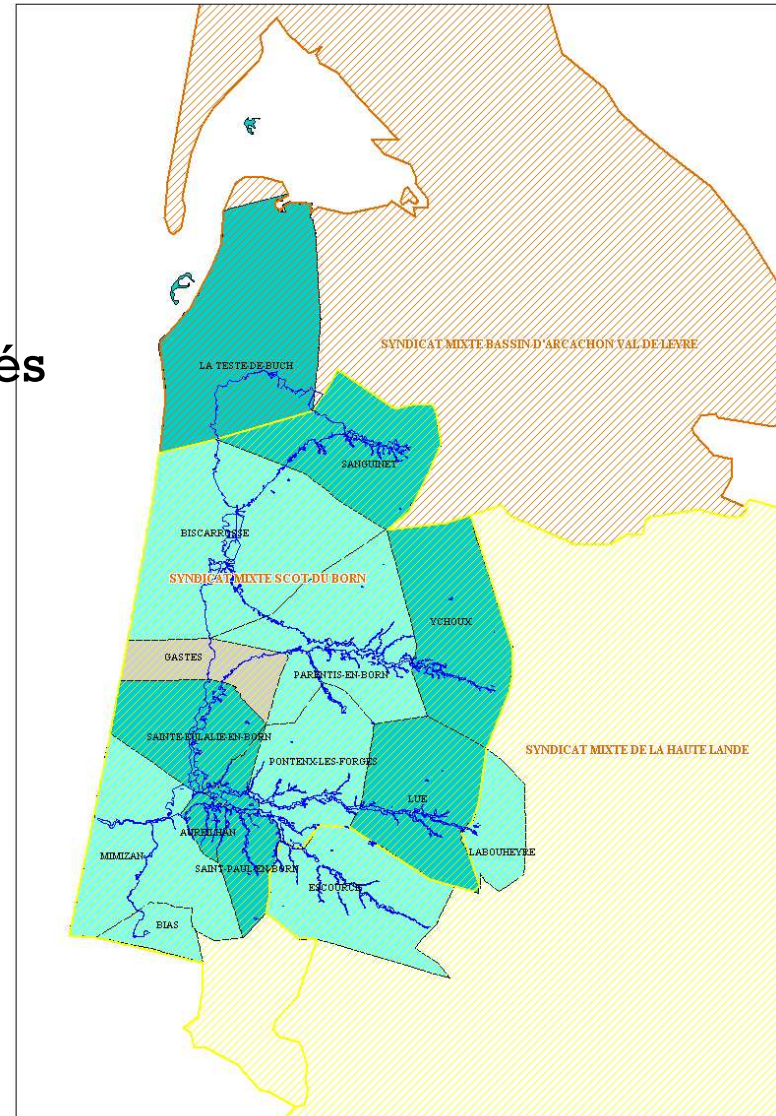 SYNDICAT MIXTE BASSIN D'ARCACHON VAL DE LEYRE
és
LA TESTE-DE-BUCH
SANGUINET
BISCARROSSE
SYNDICAT MIXTE SCOT DU BORN
YCHOUX
GASTES
PARENTIS-EN-BORN
SAINTE-EULALIE-EN-BORN
SYNDICAT MIXTE DE LA HAUTE LANDE
PONTENX-LES-FORGES
LUE
AUREILHAN
LABOUHEYRE
MIMIZAN
SAINT-PAUL-EN-BORN
ESCOURCE
BIAS